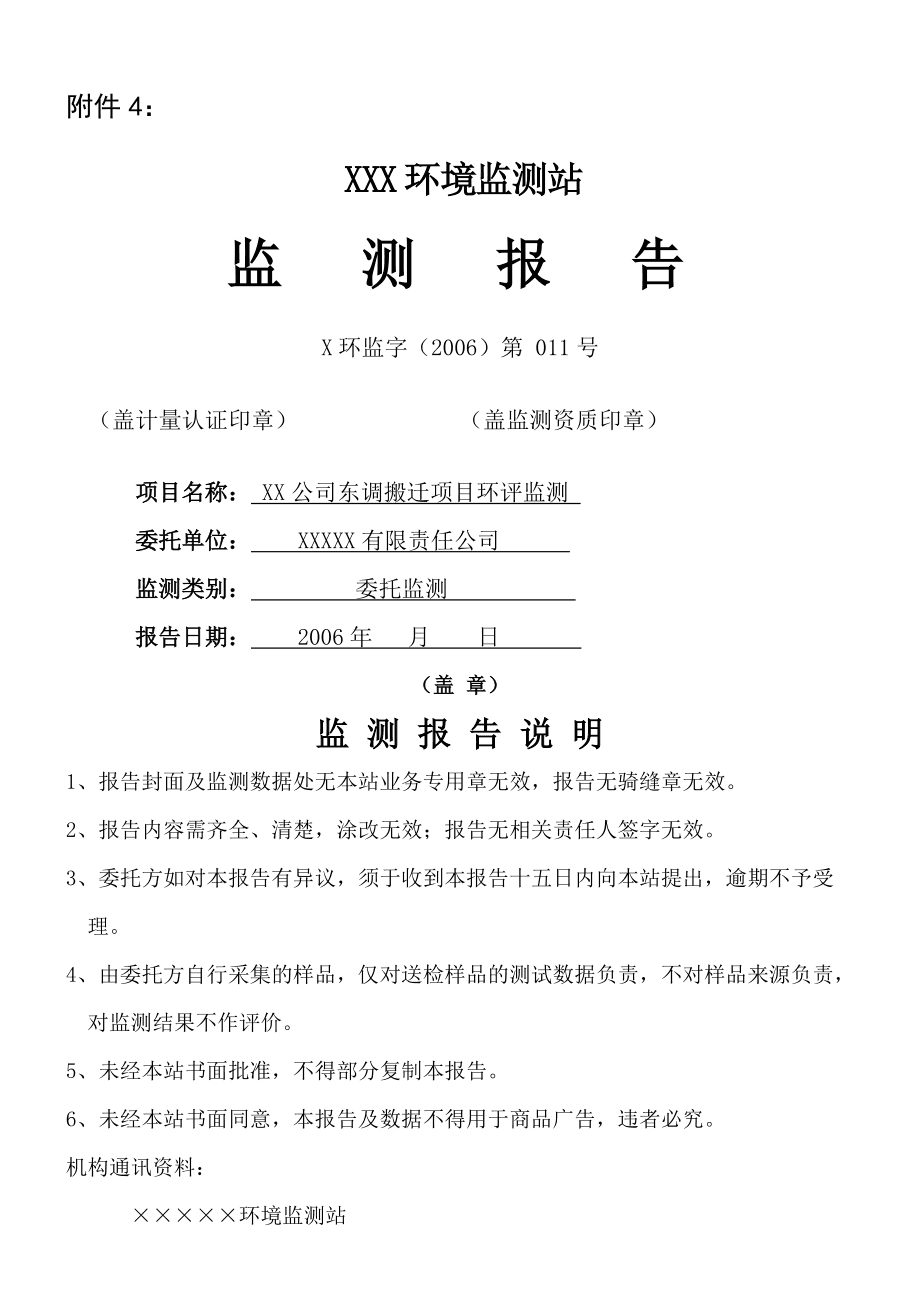 附件 4：
XXX 环境监测站
监 测 报 告
X 环监字（2006）第 011 号
（盖计量认证印章） （盖监测资质印章）
项目名称： XX 公司东调搬迁项目环评监测
委托单位： XXXXX 有限责任公司
监测类别： 委托监测
报告日期： 2006 年 月 日
（盖 章）
监 测 报 告 说 明
1、报告封面及监测数据处无本站业务专用章无效，报告无骑缝章无效。
2、报告内容需齐全、清楚，涂改无效；报告无相关责任人签字无效。
3、委托方如对本报告有异议，须于收到本报告十五日内向本站提出，逾期不予受
理。
4、由委托方自行采集的样品，仅对送检样品的测试数据负责，不对样品来源负责，
对监测结果不作评价。
5、未经本站书面批准，不得部分复制本报告。
6、未经本站书面同意，本报告及数据不得用于商品广告，违者必究。
机构通讯资料：
×××××环境监测站